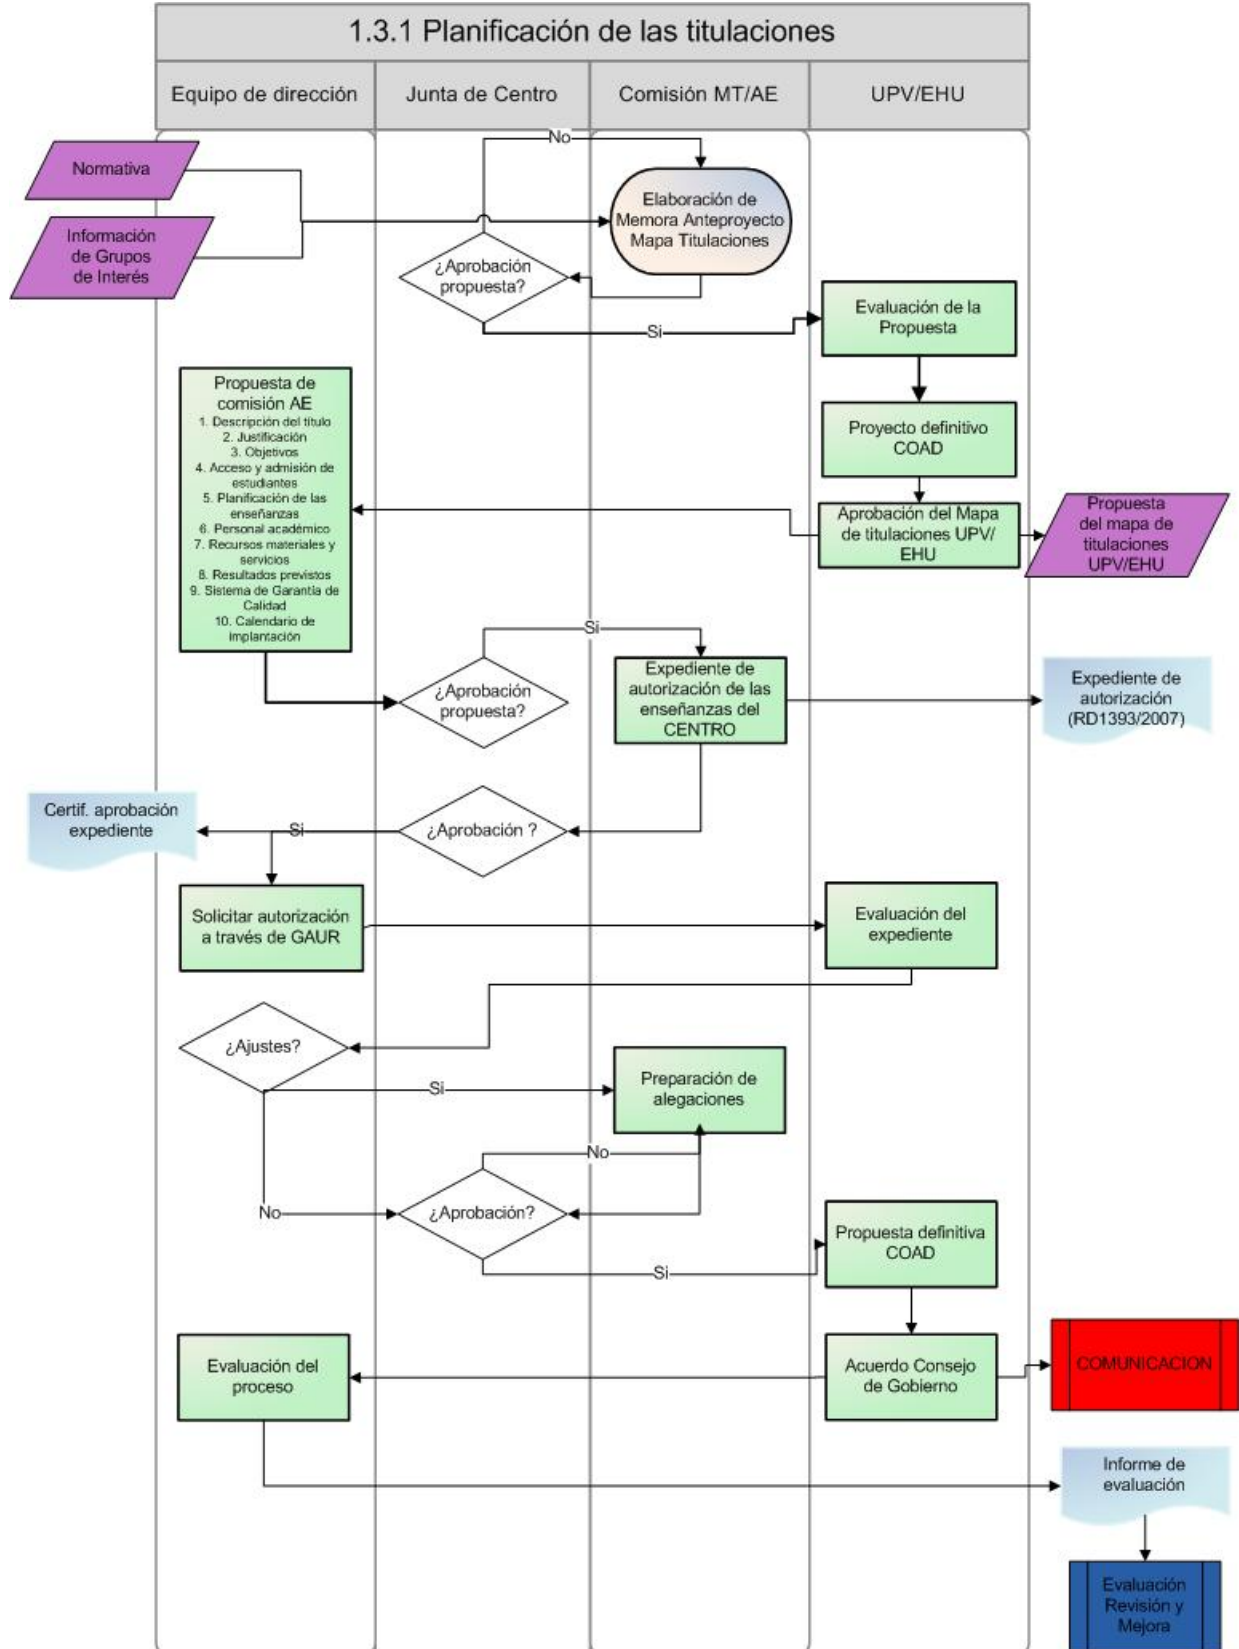 1.3.1 Planificación de las titulaciones
Equipo de dirección
Junta de Centro
Comisión MT/AE
UPV/EHU
No
Normativa
Elaboración de
Memora Anteproyecto
Mapa Titulaciones
Información
de Grupos
de Interés
¿Aprobación
propuesta?
Si
Evaluación de la
Propuesta
Propuesta de
comisión AE
1. Descripción del título
2. Justificación
3. Objetivos
4. Acceso y admisión de
estudiantes
5. Planificación de las
enseñanzas
6. Personal académico
7. Recursos materiales y
servicios
8. Resultados previstos
9. Sistema de Garantía de
Calidad
10. Calendario de
implantación
Proyecto definitivo
COAD
Aprobación del Mapa
de titulaciones UPV/
EHU
Propuesta
del mapa de
titulaciones
UPV/EHU
Si
¿Aprobación
propuesta?
Expediente de
autorización de las
enseñanzas del
CENTRO
Expediente de
autorización
(RD1393/2007)
Certif. aprobación
expediente
Si
¿Aprobación ?
Solicitar autorización
a través de GAUR
Evaluación del
expediente
¿Ajustes?
Si
Preparación de
alegaciones
No
No
¿Aprobación?
Si
Propuesta definitiva
COAD
Evaluación del
proceso
Acuerdo Consejo
de Gobierno
COMUNICACION
Informe de
evaluación
Evaluación
Revisión y
Mejora